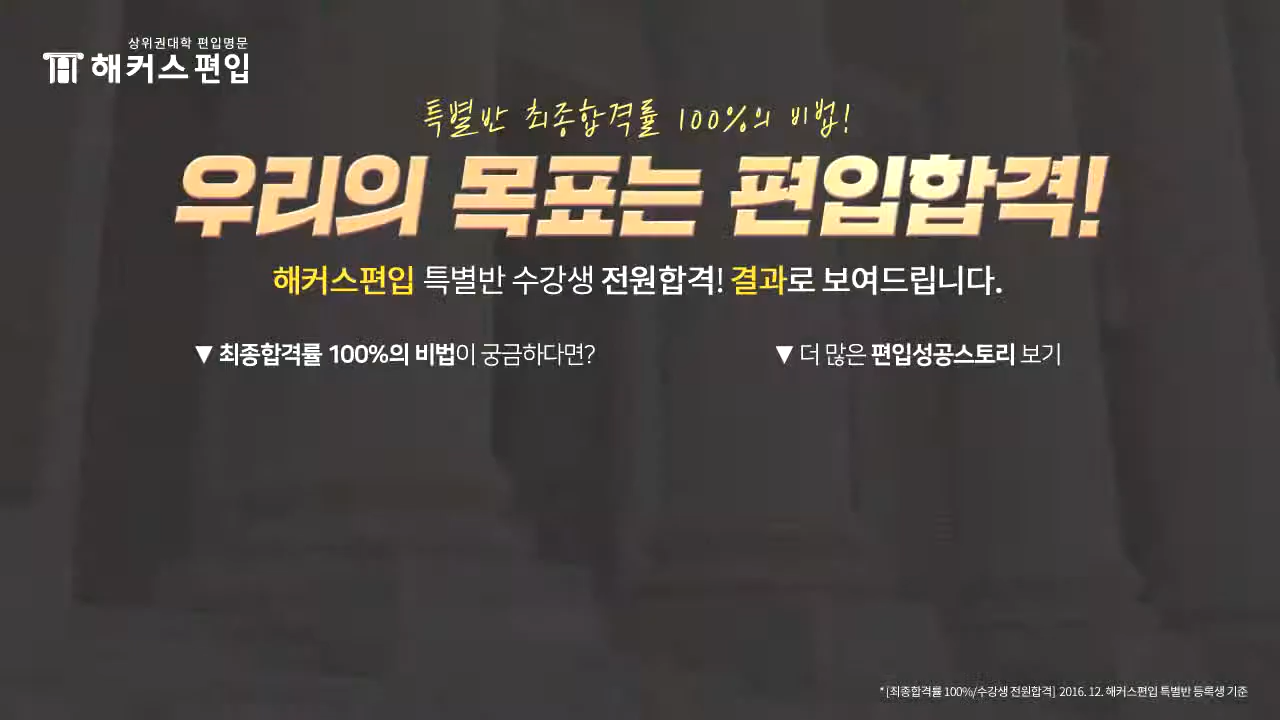 상위권대학 편입명문
해커스편입
특별반 최종합격률 100%의 비법!
우리의 목표는 편입합격!
해커스편입 특별반 수강생 전원합격! 결과로 보여드립니다.
▼ 최종합격률 100%의 비법이 궁금하다면?
▼ 더 많은 편입성공스토리 보기
* [최종합격률 100%/수강생 전원합격] 2016. 12. 해커스편입 특별반 등록생 기준